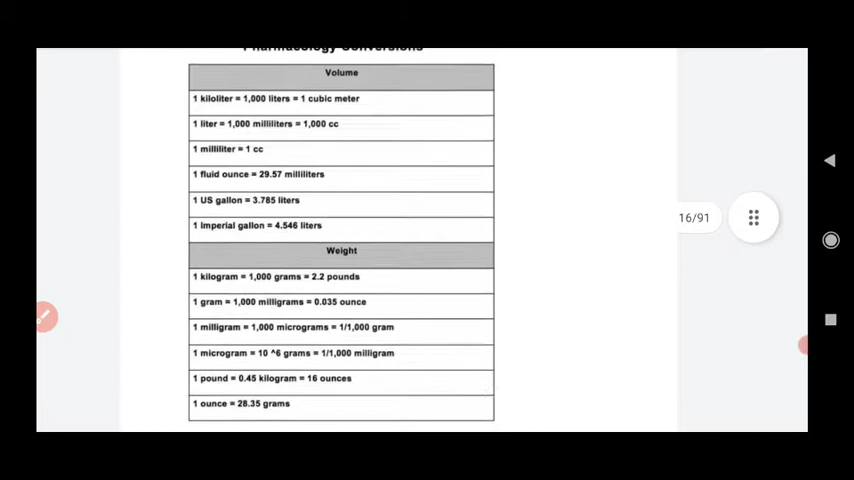 Pharmacology Conversions
Volume
1 kiloliter = 1,000 liters = 1 cubic meter
1 liter = 1,000 milliliters = 1,000 cc
1 milliliter = 1 cc
1 fluid ounce = 29.57 milliliters
1 US gallon = 3.785 liters
1 Imperial gallon = 4.546 liters
16/91
Weight
1 kilogram = 1,000 grams = 2.2 pounds
1 gram = 1,000 milligrams = 0.035 ounce
1 milligram = 1,000 micrograms = 1/1,000 gram
1 microgram = 10 ^6 grams = 1/1,000 milligram
1 pound = 0.45 kilogram = 16 ounces
1 ounce = 28.35 grams